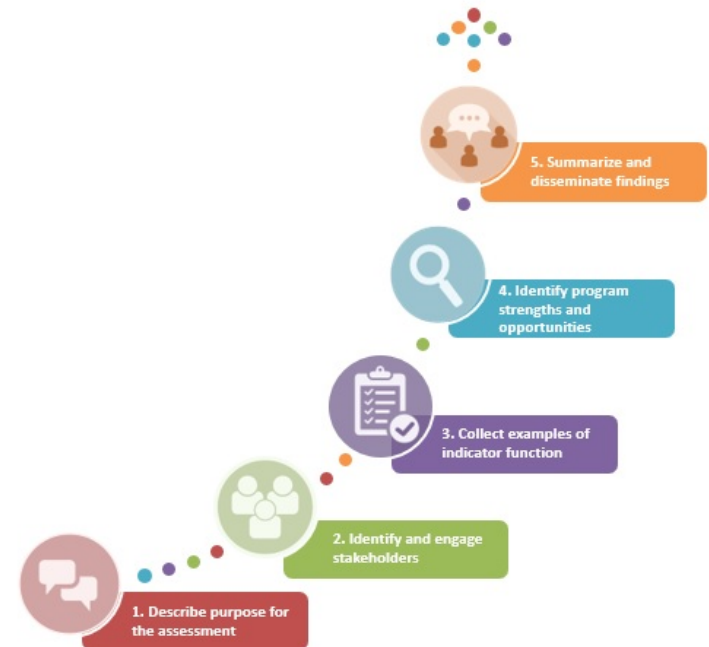 5. Summarize and
disseminate findings
4. Identify program
strengths and
opportunities
3. Collect examples of
indicator function
2. Identify and engage
stakeholders
1. Describe purpose for
the assessment